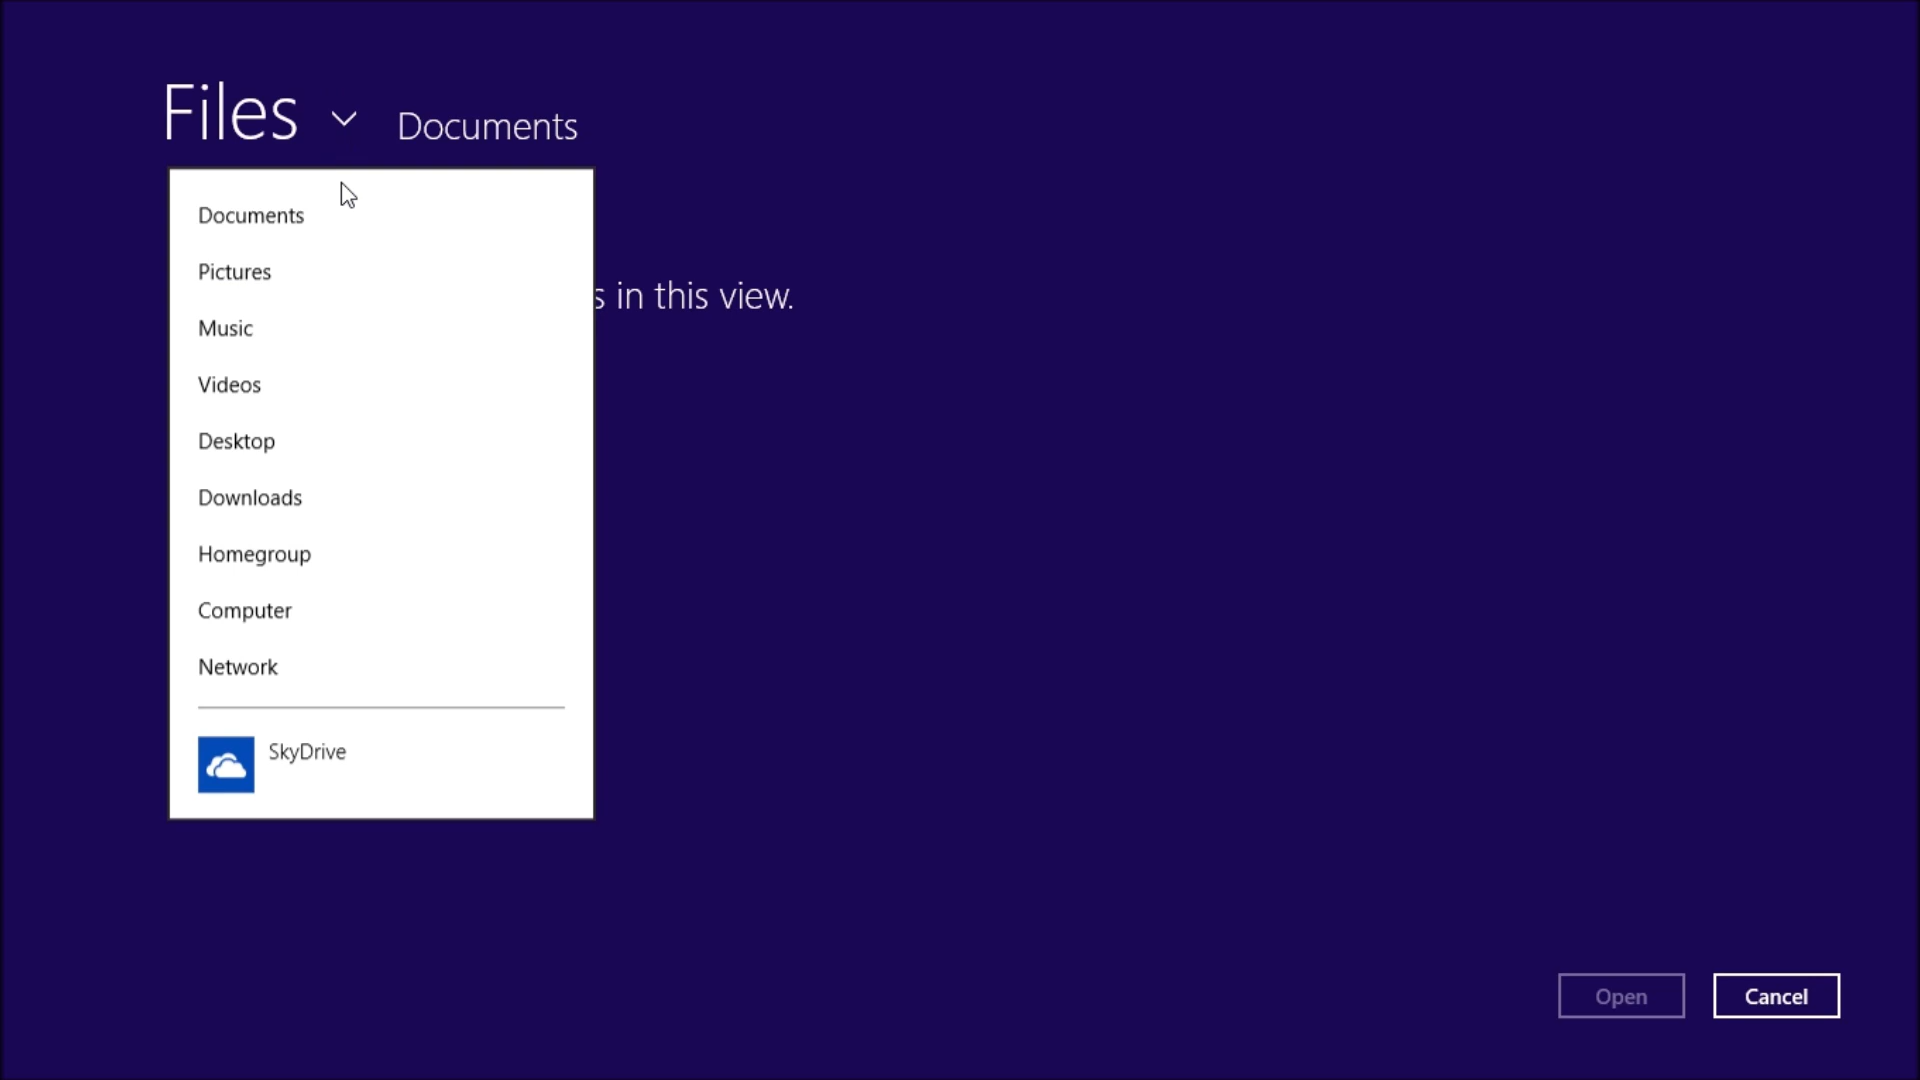 Files Documents
Documents
Pictures
s in this view.
Music
Videos
Desktop
Downloads
Homegroup
Computer
Network
SkyDrive
Open Cancel